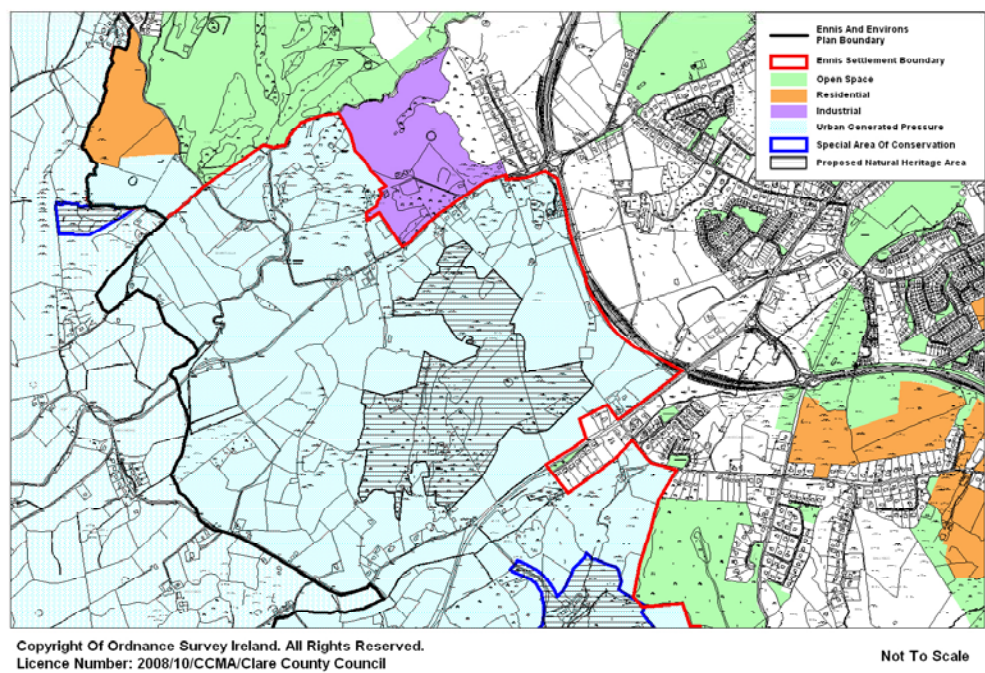 Ennis And Environs
Plan Boundary
Ennis Settlement Boundary
Open Space
Residential
Industrial
Urban Generated Pressure
Special Area Of Conservation
Proposed Natural Heritage Area
Copyright Of Ordnance Survey Ireland. All Rights Reserved.
Licence Number: 2008/10/CCMA/Clare County Council
Not To Scale